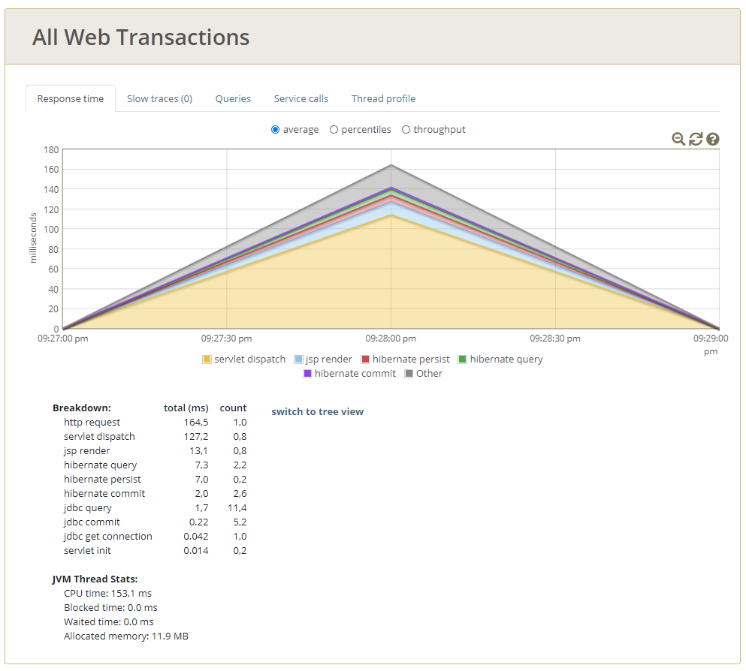 All Web Transactions
Response time Slow traces (0) Queries Service calls Thread profile
average percentiles throughput
180
160
140
120
100
80
60
40
20
0
milliseconds
09:27:00 pm 09:27:30 pm 09:28:00 pm 09:28:30 pm 09:29:00 pm
servlet dispatch jsp render hibernate persist hibernate query
hibernate commit Other
Breakdown: total (ms) count switch to tree view
http request 164,5 1,0
servlet dispatch 127,2 0,8
jsp render 13,1 0,8
hibernate query 7,3 2,2
hibernate persist 7,0 0,2
hibernate commit 2,0 2,6
jdbc query 1,7 11,4
jdbc commit 0.22 5,2
jdbc get connection 0.042 1,0
servlet init 0.014 0,2
JVM Thread Stats:
CPU time: 153,1 ms
Blocked time: 0.0 ms
Waited time: 0.0 ms
Allocated memory: 11.9 MB